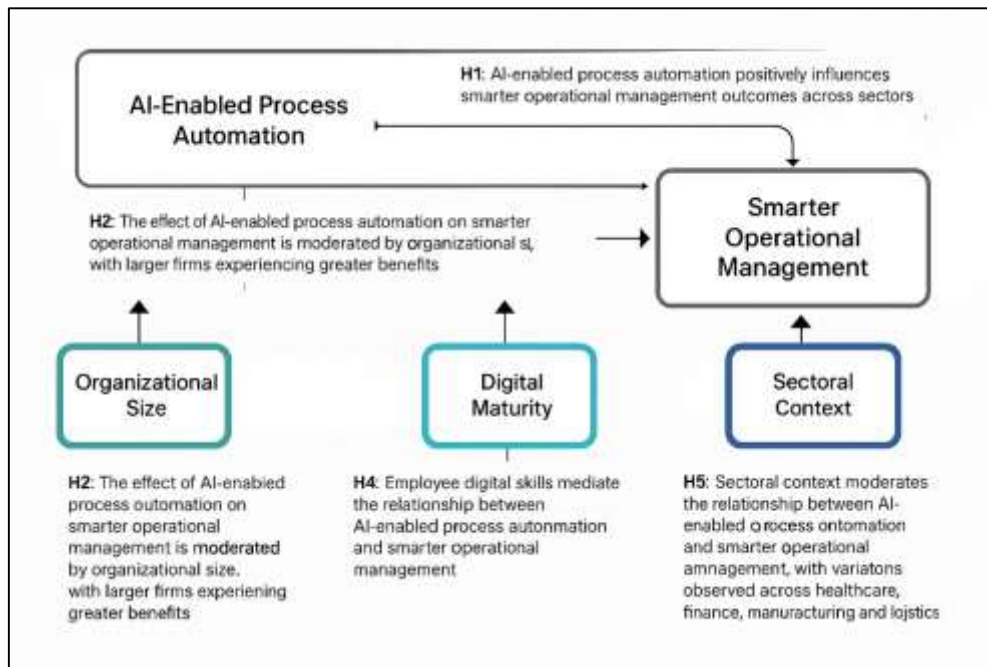 H1: AI-enabled process automation positively influences
smarter operational management outcomes across sectors
AI-Enabled Process
Automation
H2: The effect of AI-enabled process automation on smarter
operational management is moderated by organizational si,
with larger firms experiencing greater benefits
Smarter
Operational
Management
Organizational
Size
Digital
Maturity
Sectoral
Context
H2: The effect of AI-enabied
process outomation on
smarter operational
management is moderated
by organizational size.
with larger firms experiening
greater benefits
H4: Employee digital skills mediate
the relationship between
AI-enabled process autonmation
and smarter operational
management
H5: Sectoral context moderates
the relationship between AI-
enabled process ontomation
and smarter operational
amnagement, with variatons
observed across healthcare,
finance, manuracturing and lojstics